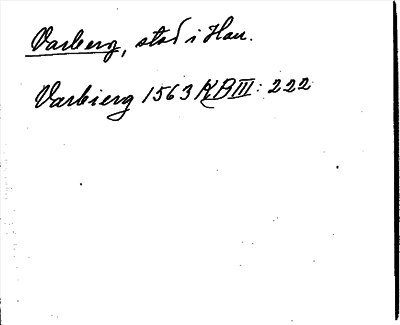 Varberg, stad i Hall.
Varbierg 1563 KB III: 222